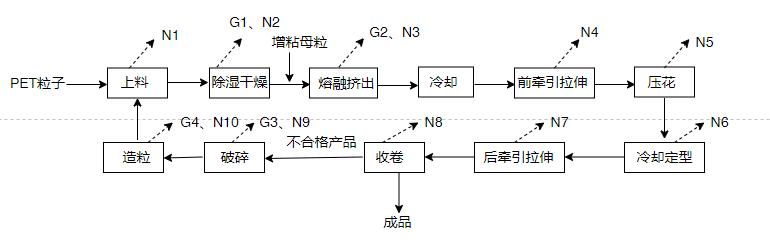 N1
G1、N2
增粘母粒
G2、N3
N4
N5
PET粒子
上料
除湿干燥
熔融挤出
冷却
前牵引拉伸
压花
G4、N10
G3、N9
不合格产品
N8
N7
N6
造粒
破碎
收卷
后牵引拉伸
冷却定型
成品